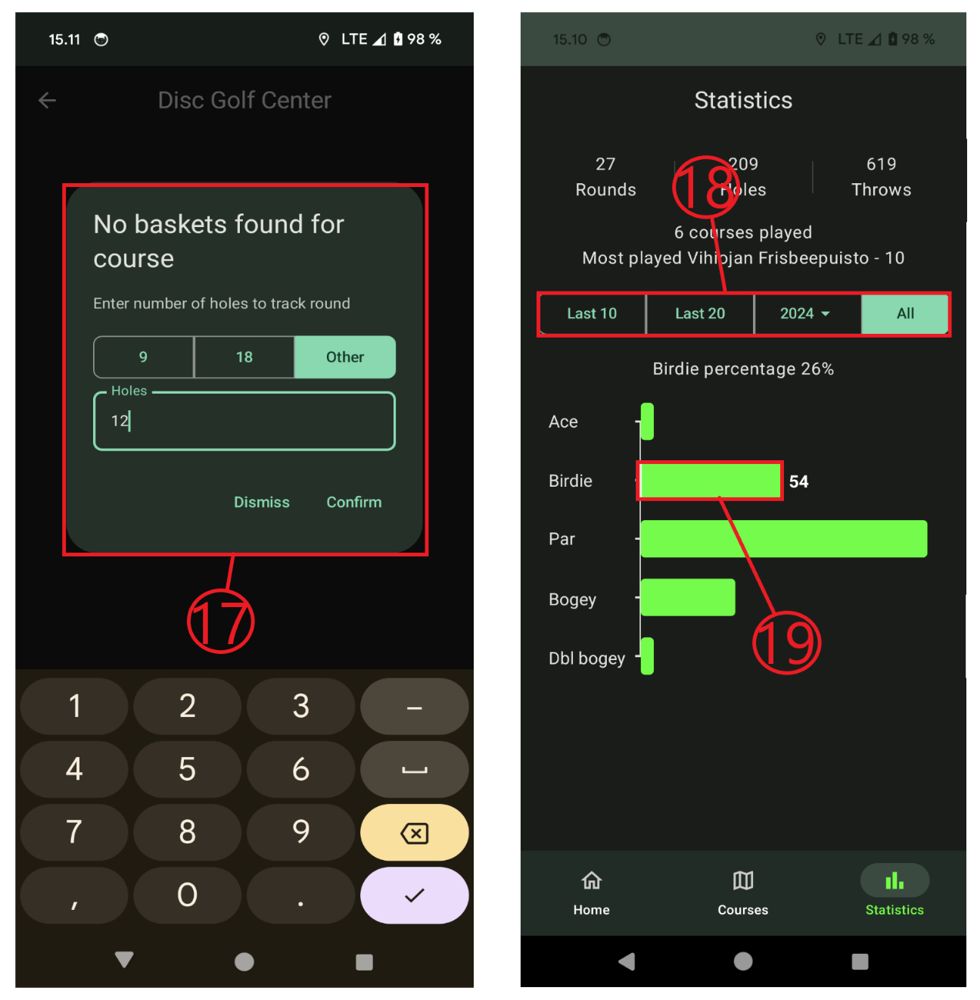 15.11 LTE 98 %
Disc Golf Center
No baskets found for
course
Enter number of holes to track round
9 18 Other
Holes
12
Dismiss Confirm
17
1 2 3 –
4 5 6
7 8 9
, 0 .
15.10 LTE 98 %
Statistics
27 209 619
Rounds Holes Throws
18
6 courses played
Most played Vihiojan Frisbeepuisto - 10
Last 10 Last 20 2024 All
Birdie percentage 26%
Ace
Birdie 54
Par
Bogey
19
Dbl bogey
Home Courses Statistics